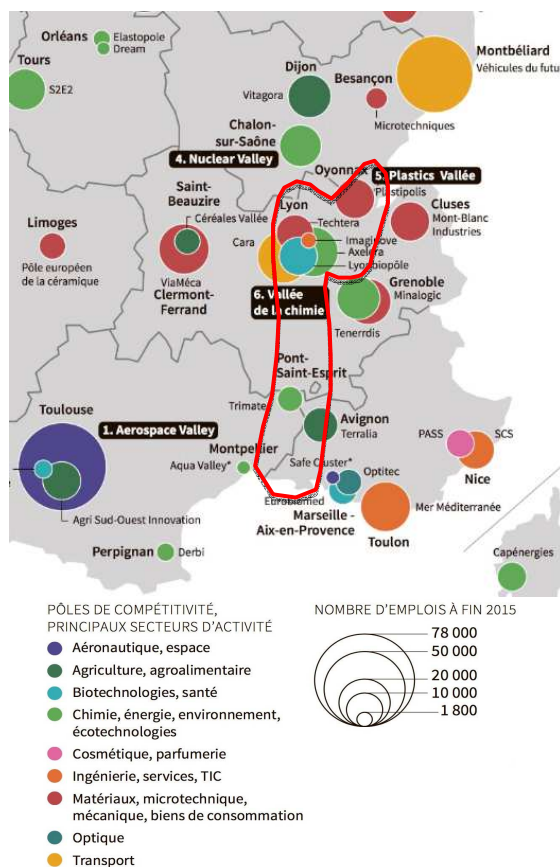 Orléans
Elastopole
Dream
Tours
S2E2
Dijon
Vitagora
Besançon
Microtechniques
Montbéliard
Véhicules du futu
Chalon-
sur-Saône
4. Nuclear Valley
Oyonnax
5. Plastics Vallée
Plastipolis
Saint-
Beauzire
Céréales Vallée
Lyon
Techtera
Cluses
Mont-Blanc
Industries
Limoges
Pôle européen
de la céramique
Cara
Imaginove
Axelera
Lyonbiopôle
ViaMéca
Clermont-
Ferrand
6. Vallée
de la chimie
Grenoble
Minalogic
Tenerrdis
Pont-
Saint-Esprit
Trimatec
Toulouse
1. Aerospace Valley
Avignon
Terralia
Montpellier
Aqua Valley*
Safe Cluster*
Optitec
PASS
SCS
Nice
Agri Sud-Ouest Innovation
Eurobiomed
Marseille -
Aix-en-Provence
Mer Méditerranée
Toulon
Perpignan
Derbi
Capénergies
PÔLES DE COMPÉTITIVITÉ,
PRINCIPAUX SECTEURS D'ACTIVITÉ
Aéronautique, espace
Agriculture, agroalimentaire
Biotechnologies, santé
Chimie, énergie, environnement,
écotechnologies
Cosmétique, parfumerie
Ingénierie, services, TIC
Matériaux, microtechnique,
mécanique, biens de consommation
Optique
Transport
NOMBRE D'EMPLOIS À FIN 2015
78 000
50 000
20 000
10 000
1 800